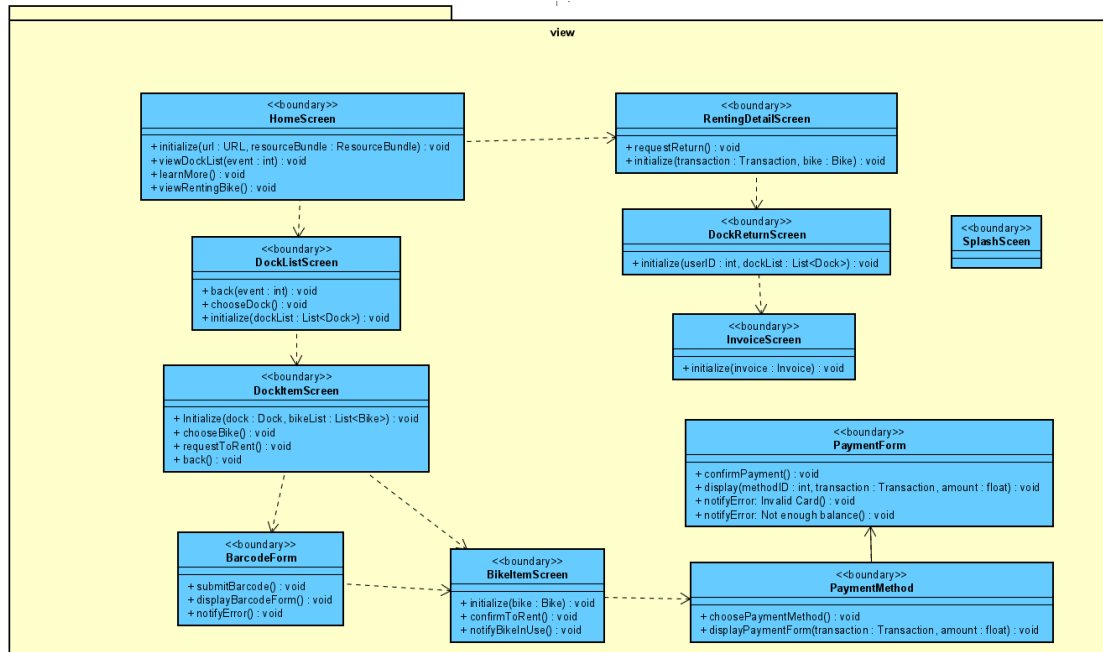 view
<<boundary>>
HomeScreen
+ initialize(url : URL, resourceBundle : ResourceBundle) : void
+ viewDockList(event : int) : void
+ learnMore() : void
+ viewRentingBike() : void
<<boundary>>
RentingDetailScreen
+ requestReturn() : void
+ initialize(transaction : Transaction, bike : Bike) : void
<<boundary>>
DockListScreen
+ back(event : int) : void
+ chooseDock() : void
+ initialize(dockList : List<Dock>) : void
<<boundary>>
DockReturnScreen
+ initialize(userID : int, dockList : List<Dock>) : void
<<boundary>>
SplashSceen
<<boundary>>
InvoiceScreen
+ initialize(invoice : Invoice) : void
<<boundary>>
DockItemScreen
+ Initialize(dock : Dock, bikeList : List<Bike>) : void
+ chooseBike() : void
+ requestToRent() : void
+ back() : void
<<boundary>>
PaymentForm
+ confirmPayment() : void
+ display(methodID : int, transaction : Transaction, amount : float) : void
+ notifyError: Invalid Card() : void
+ notifyError: Not enough balance() : void
<<boundary>>
BarcodeForm
+ submitBarcode() : void
+ displayBarcodeForm() : void
+ notifyError() : void
<<boundary>>
BikeItemScreen
+ initialize(bike : Bike) : void
+ confirmToRent() : void
+ notifyBikeInUse() : void
<<boundary>>
PaymentMethod
+ choosePaymentMethod() : void
+ displayPaymentForm(transaction : Transaction, amount : float) : void